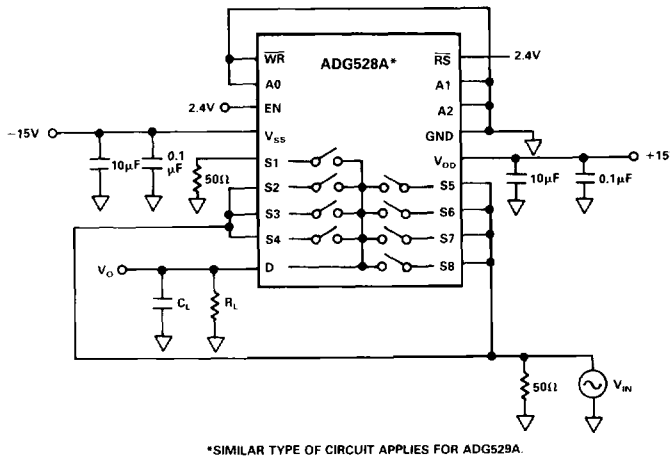 ADG528A*
WR
A0
EN
VSS
S1
S2
S3
S4
D
RS
A1
A2
GND
VDD
S5
S6
S7
S8
2.4V
2.4V
−15V
10μF
0.1
μF
50Ω
+15
10μF
0.1μF
VO
CL
RL
50Ω
VIN
*SIMILAR TYPE OF CIRCUIT APPLIES FOR ADG529A.